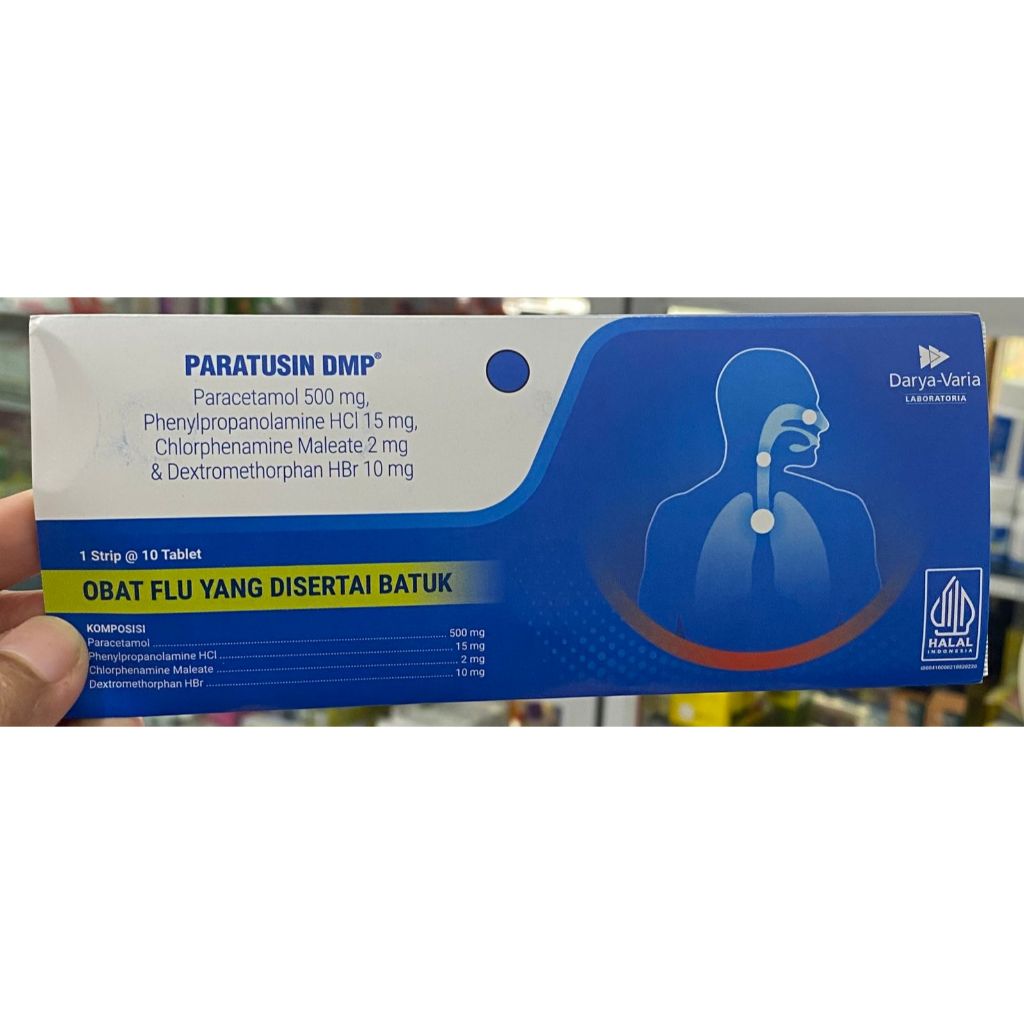 PARATUSIN DMP®
Paracetamol 500 mg,
Phenylpropanolamine HCl 15 mg,
Chlorphenamine Maleate 2 mg
& Dextromethorphan HBr 10 mg
Darya-Varia
LABORATORIA
1 Strip @ 10 Tablet
OBAT FLU YANG DISERTAI BATUK
KOMPOSISI
Paracetamol ........ 500 mg
Phenylpropanolamine HCl ........ 15 mg
Chlorphenamine Maleate ........ 2 mg
Dextromethorphan HBr ........ 10 mg
HALAL
INDONESIA